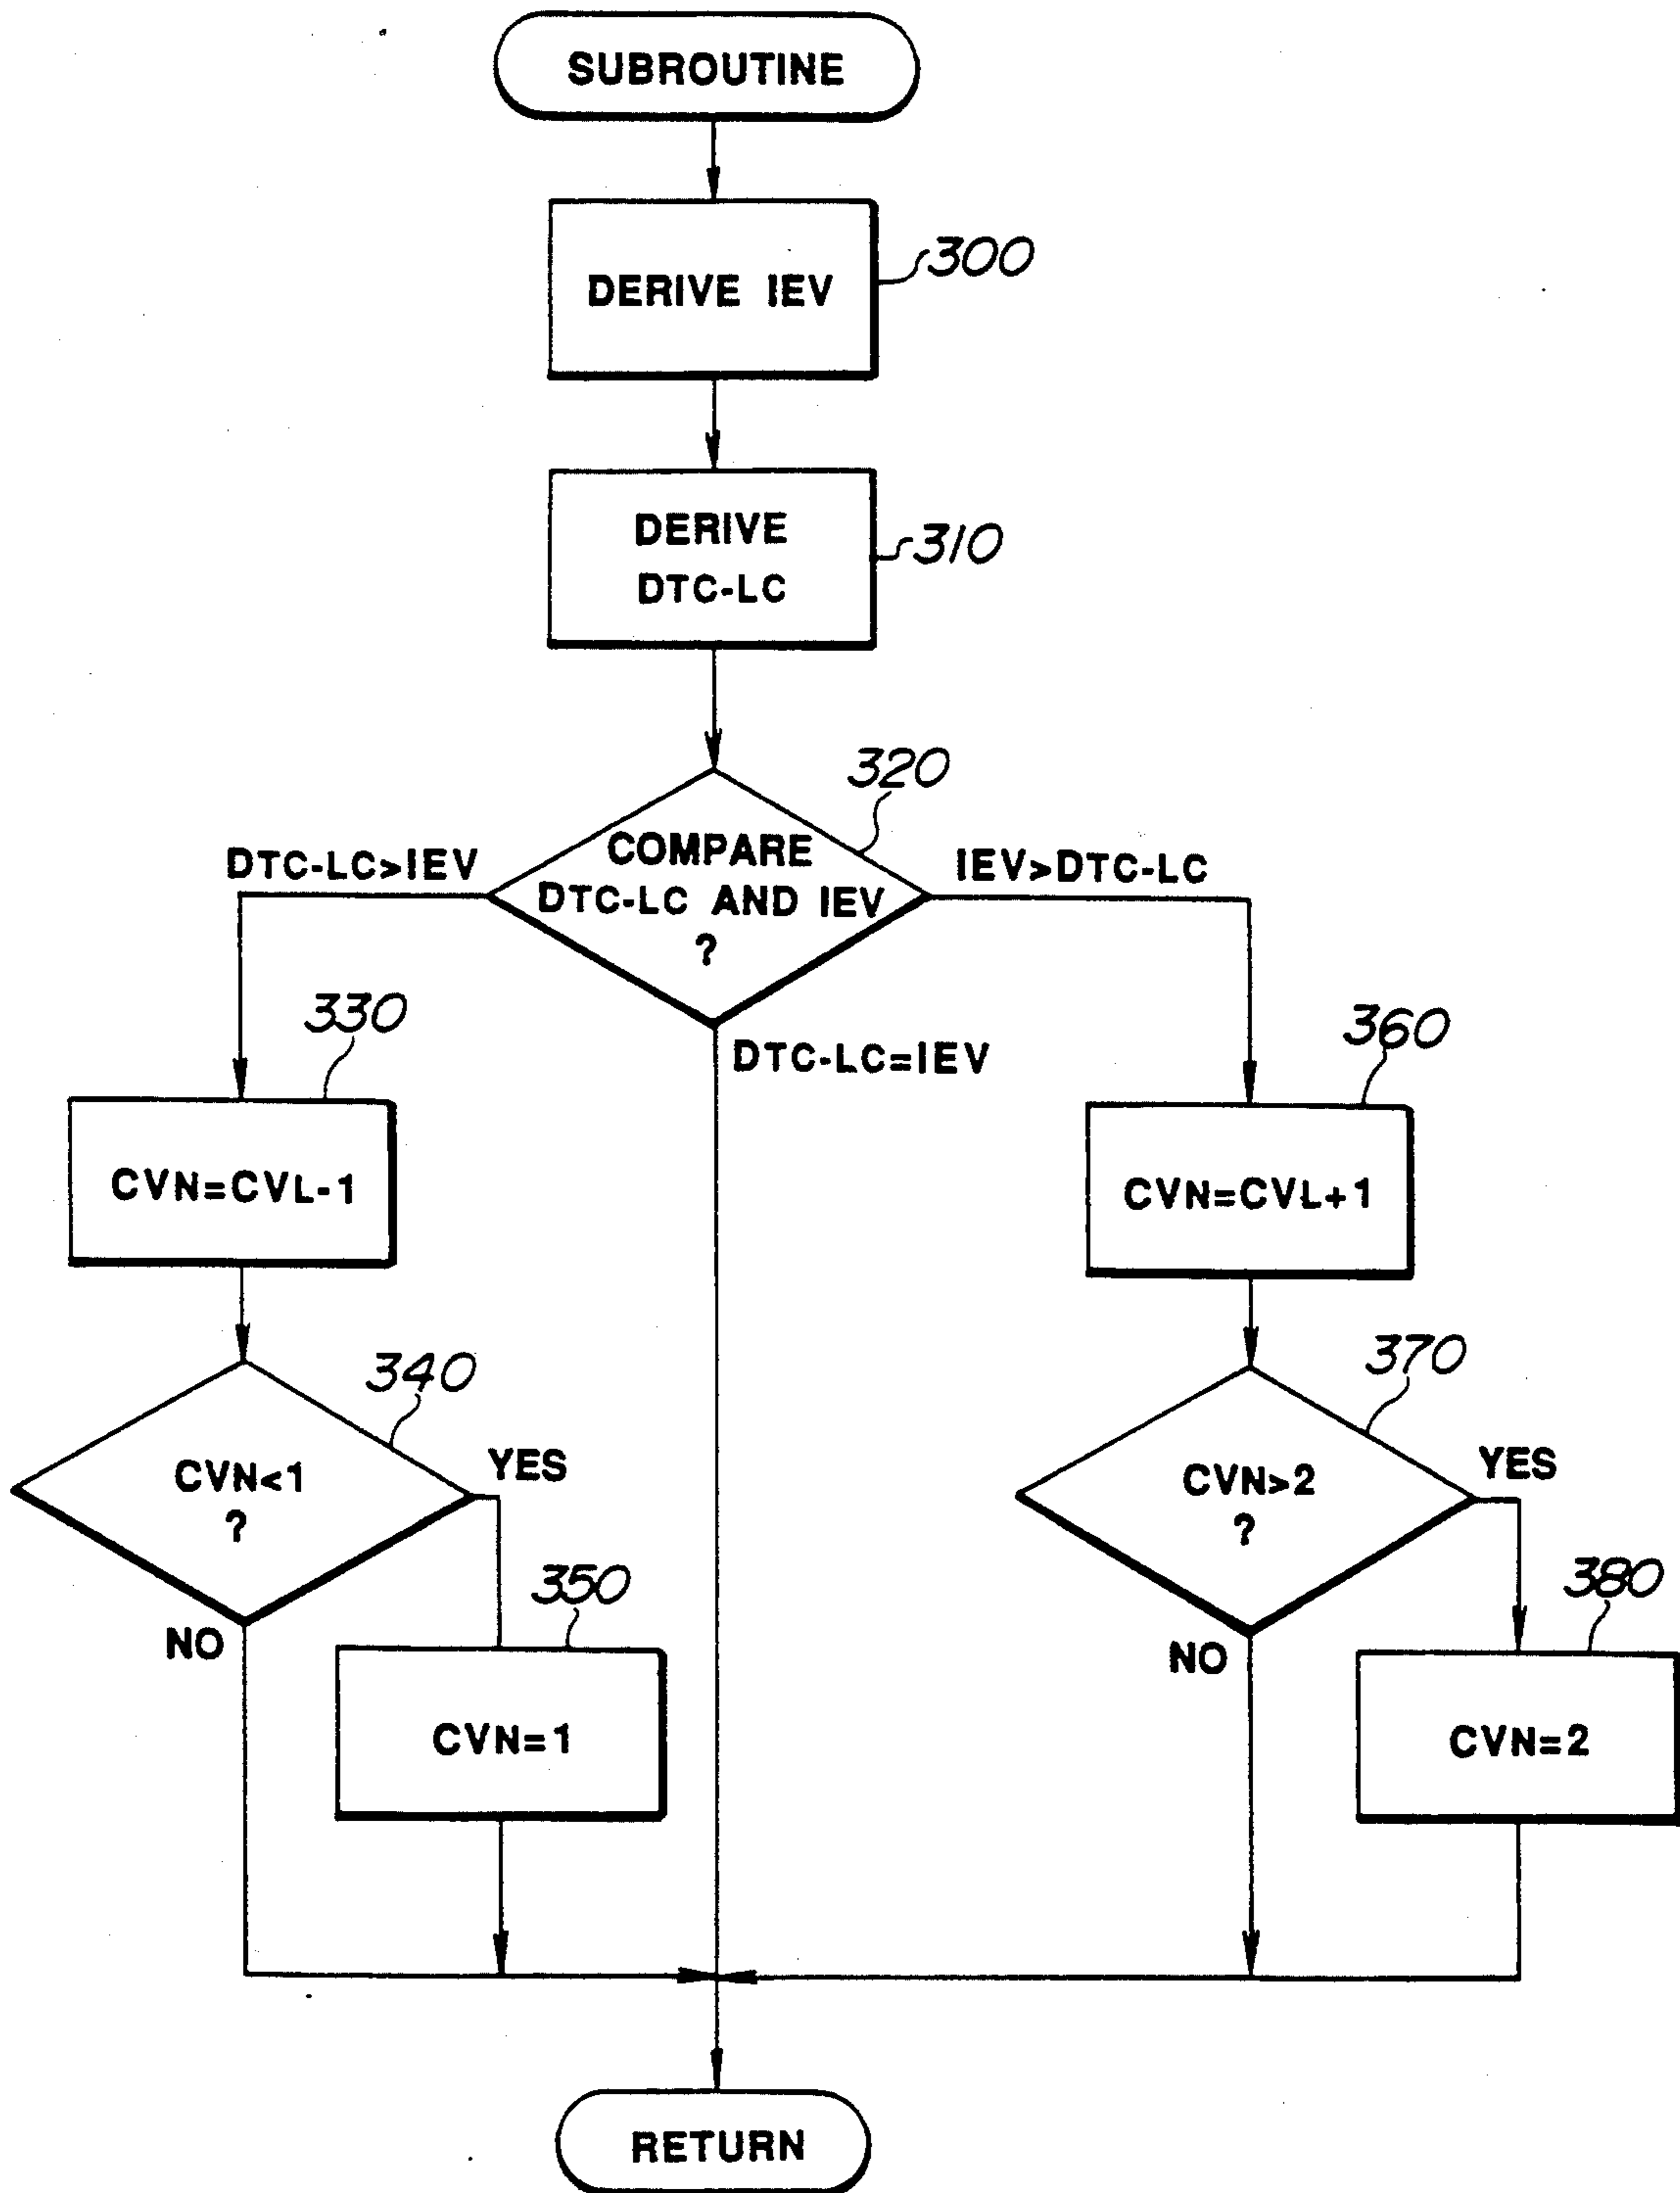 SUBROUTINE
DERIVE IEV
300
DERIVE
DTC-LC
310
320
COMPARE
DTC-LC AND IEV
?
DTC-LC>IEV
IEV>DTC-LC
DTC-LC=IEV
330
CVN=CVL-1
360
CVN=CVL+1
340
CVN<1
?
YES
NO
350
CVN=1
370
CVN>2
?
YES
NO
380
CVN=2
RETURN